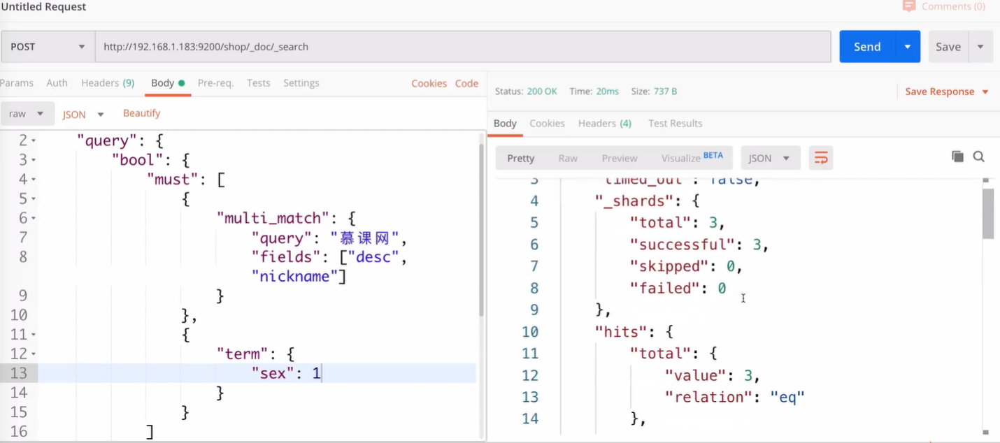 Untitled Request
Comments (0)
POST
http://192.168.1.183:9200/shop/_doc/_search
Send
Save
Params Auth Headers (9) Body Pre-req. Tests Settings Cookies Code
raw JSON Beautify
2 "query": {
3 "bool": {
4 "must": [
5 {
6 "multi_match": {
7 "query": "慕课网",
8 "fields": ["desc",
"nickname"]
9 }
10 },
11 {
12 "term": {
13 "sex": 1
14 }
15 }
16 ]
Status: 200 OK Time: 20ms Size: 737 B
Save Response
Body Cookies Headers (4) Test Results
Pretty Raw Preview Visualize BETA JSON
3 "timed_out": false,
4 "_shards": {
5 "total": 3,
6 "successful": 3,
7 "skipped": 0,
8 "failed": 0
9 },
10 "hits": {
11 "total": {
12 "value": 3,
13 "relation": "eq"
14 },